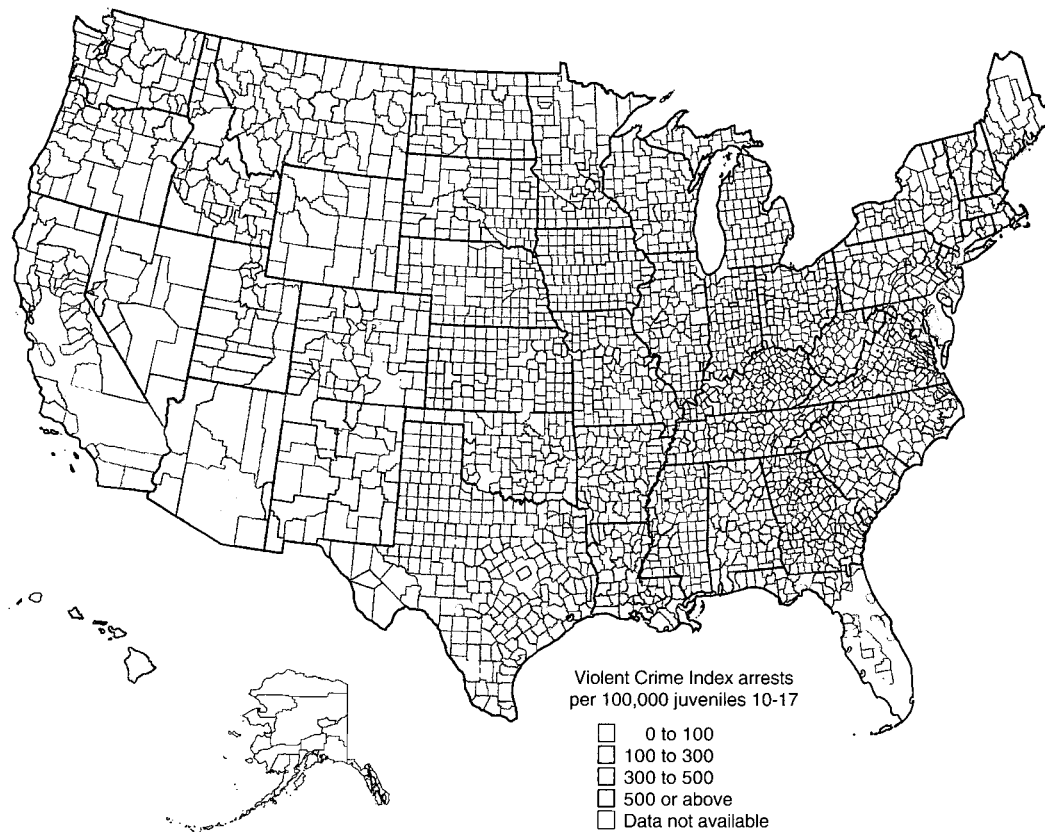 Violent Crime Index arrests
per 100,000 juveniles 10-17
0 to 100
100 to 300
300 to 500
500 or above
Data not available